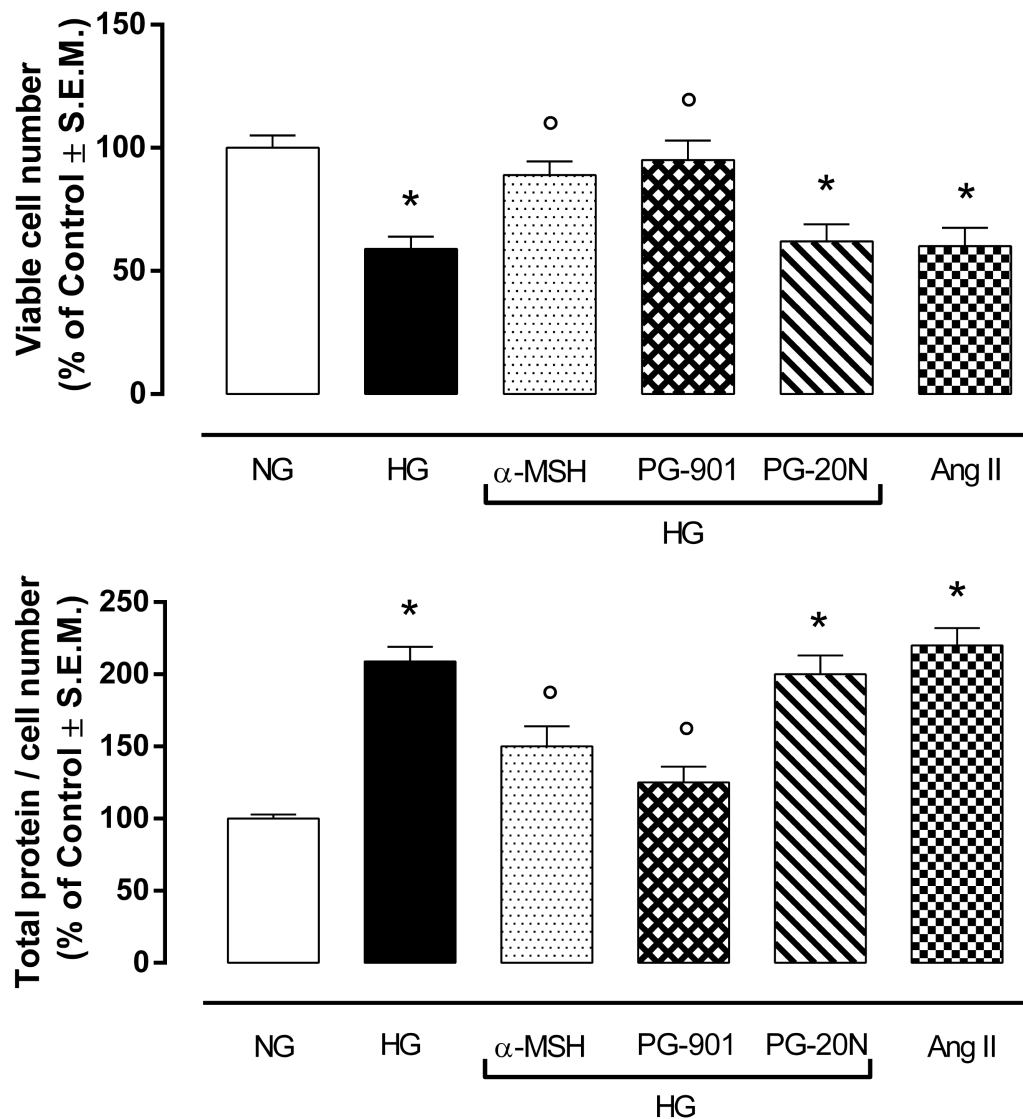 Viable cell number
(% of Control ± S.E.M.)
150
100
50
0
*
°
°
*
*
NG HG α-MSH PG-901 PG-20N Ang II
HG
Total protein / cell number
(% of Control ± S.E.M.)
250
200
150
100
50
0
*
°
°
*
*
NG HG α-MSH PG-901 PG-20N Ang II
HG